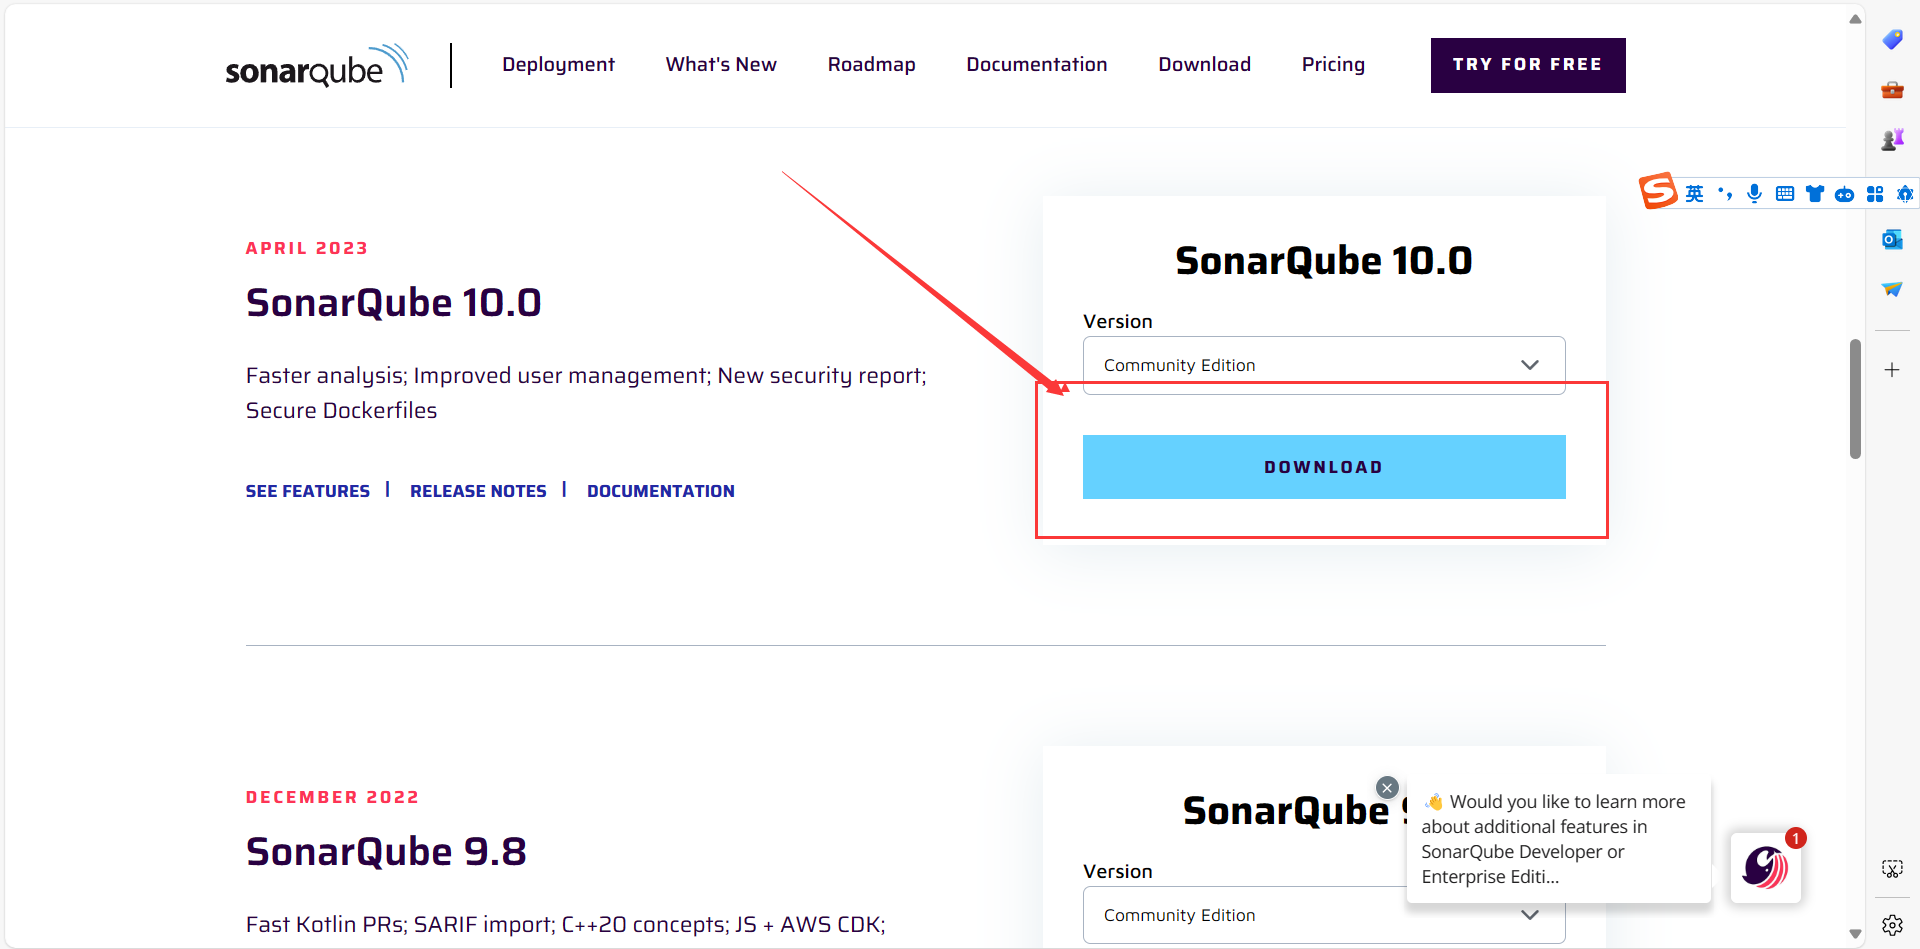 sonarqube
Deployment
What's New
Roadmap
Documentation
Download
Pricing
TRY FOR FREE
英
APRIL 2023
SonarQube 10.0
Faster analysis; Improved user management; New security report;
Secure Dockerfiles
SEE FEATURES | RELEASE NOTES | DOCUMENTATION
SonarQube 10.0
Version
Community Edition
DOWNLOAD
DECEMBER 2022
SonarQube 9.8
Fast Kotlin PRs; SARIF import; C++20 concepts; JS + AWS CDK;
SonarQube
Version
Community Edition
👋 Would you like to learn more
about additional features in
SonarQube Developer or
Enterprise Editi...
1